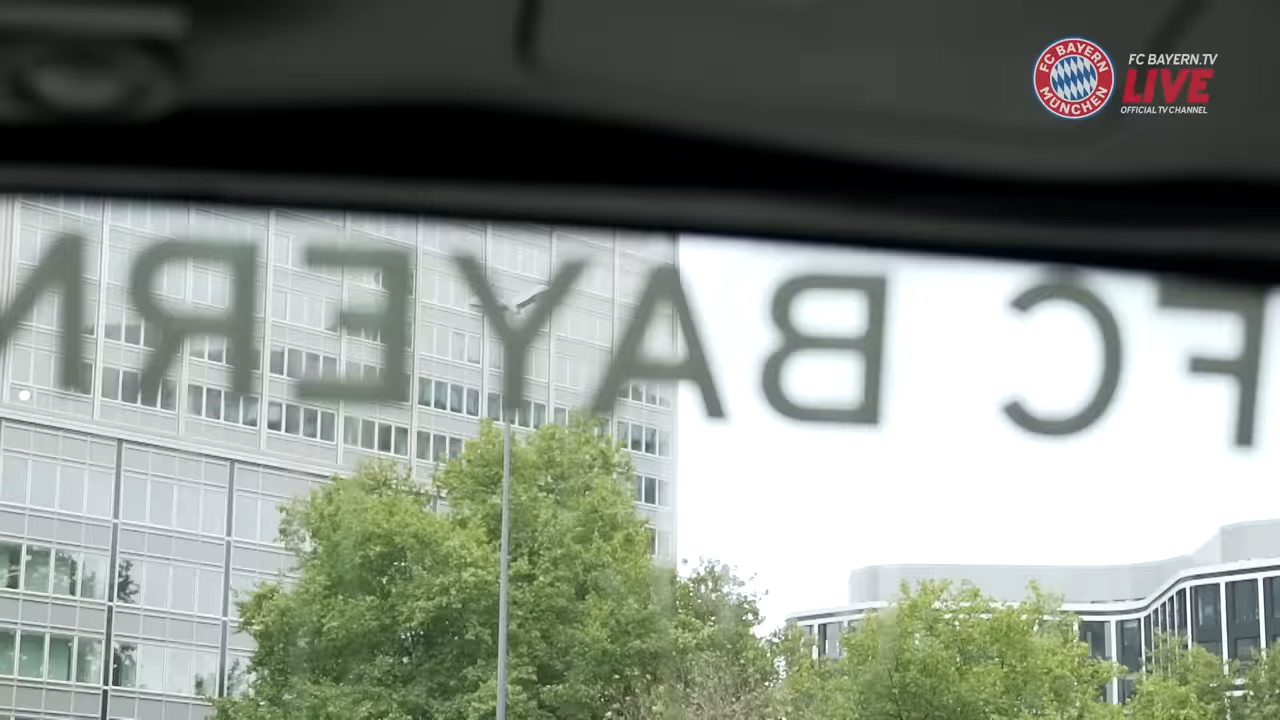 FC BAYERN
FC BAYERN
MÜNCHEN
FC BAYERN.TV
LIVE
OFFICIAL TV CHANNEL